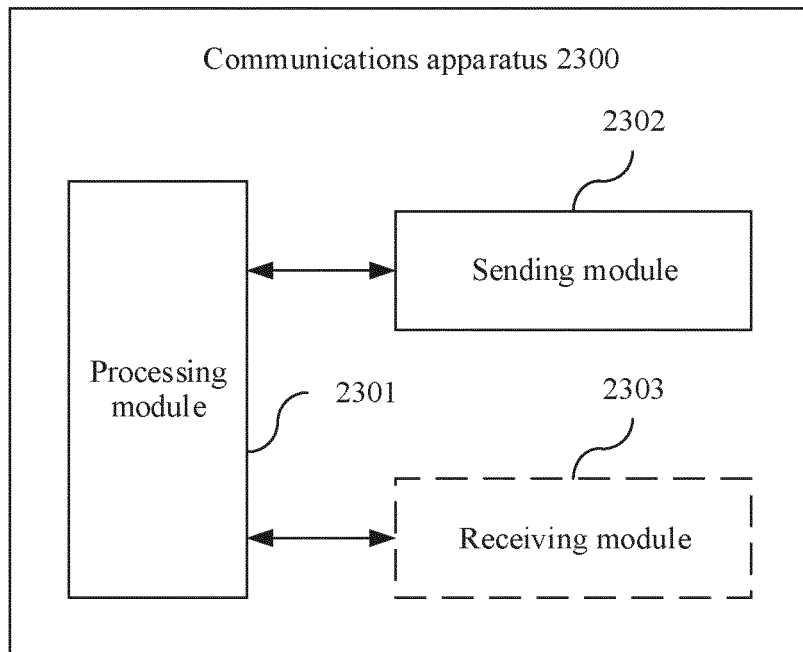 Communications apparatus 2300
2302
Sending module
Processing
module
2301
2303
Receiving module